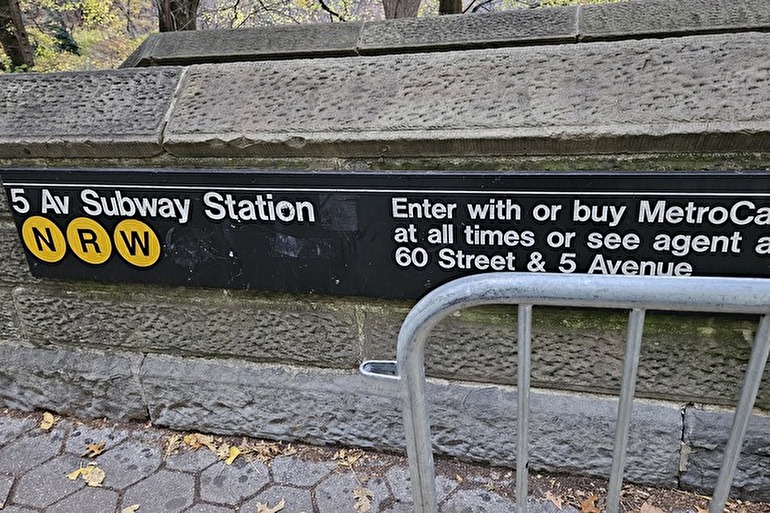 5 Av Subway Station
N R W
Enter with or buy MetroCa
at all times or see agent a
60 Street & 5 Avenue